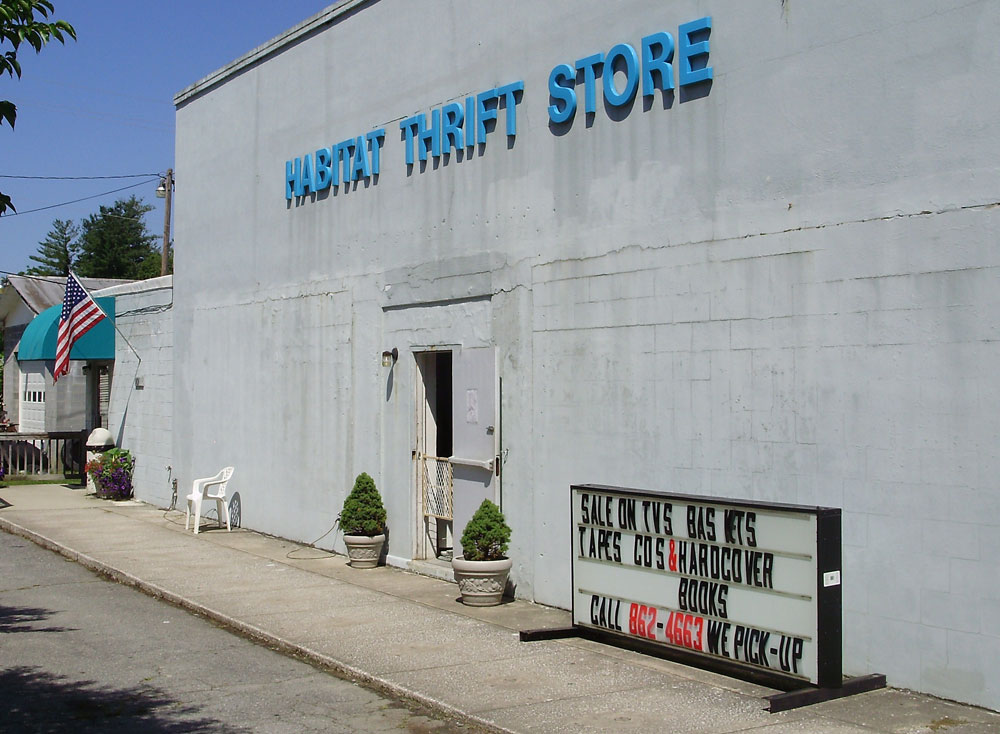 HABITAT THRIFT STORE
SALE ON TVS BAS KTS
TAPES CDS & HARDCOVER
BOOKS
CALL 862-4663 WE PICK-UP